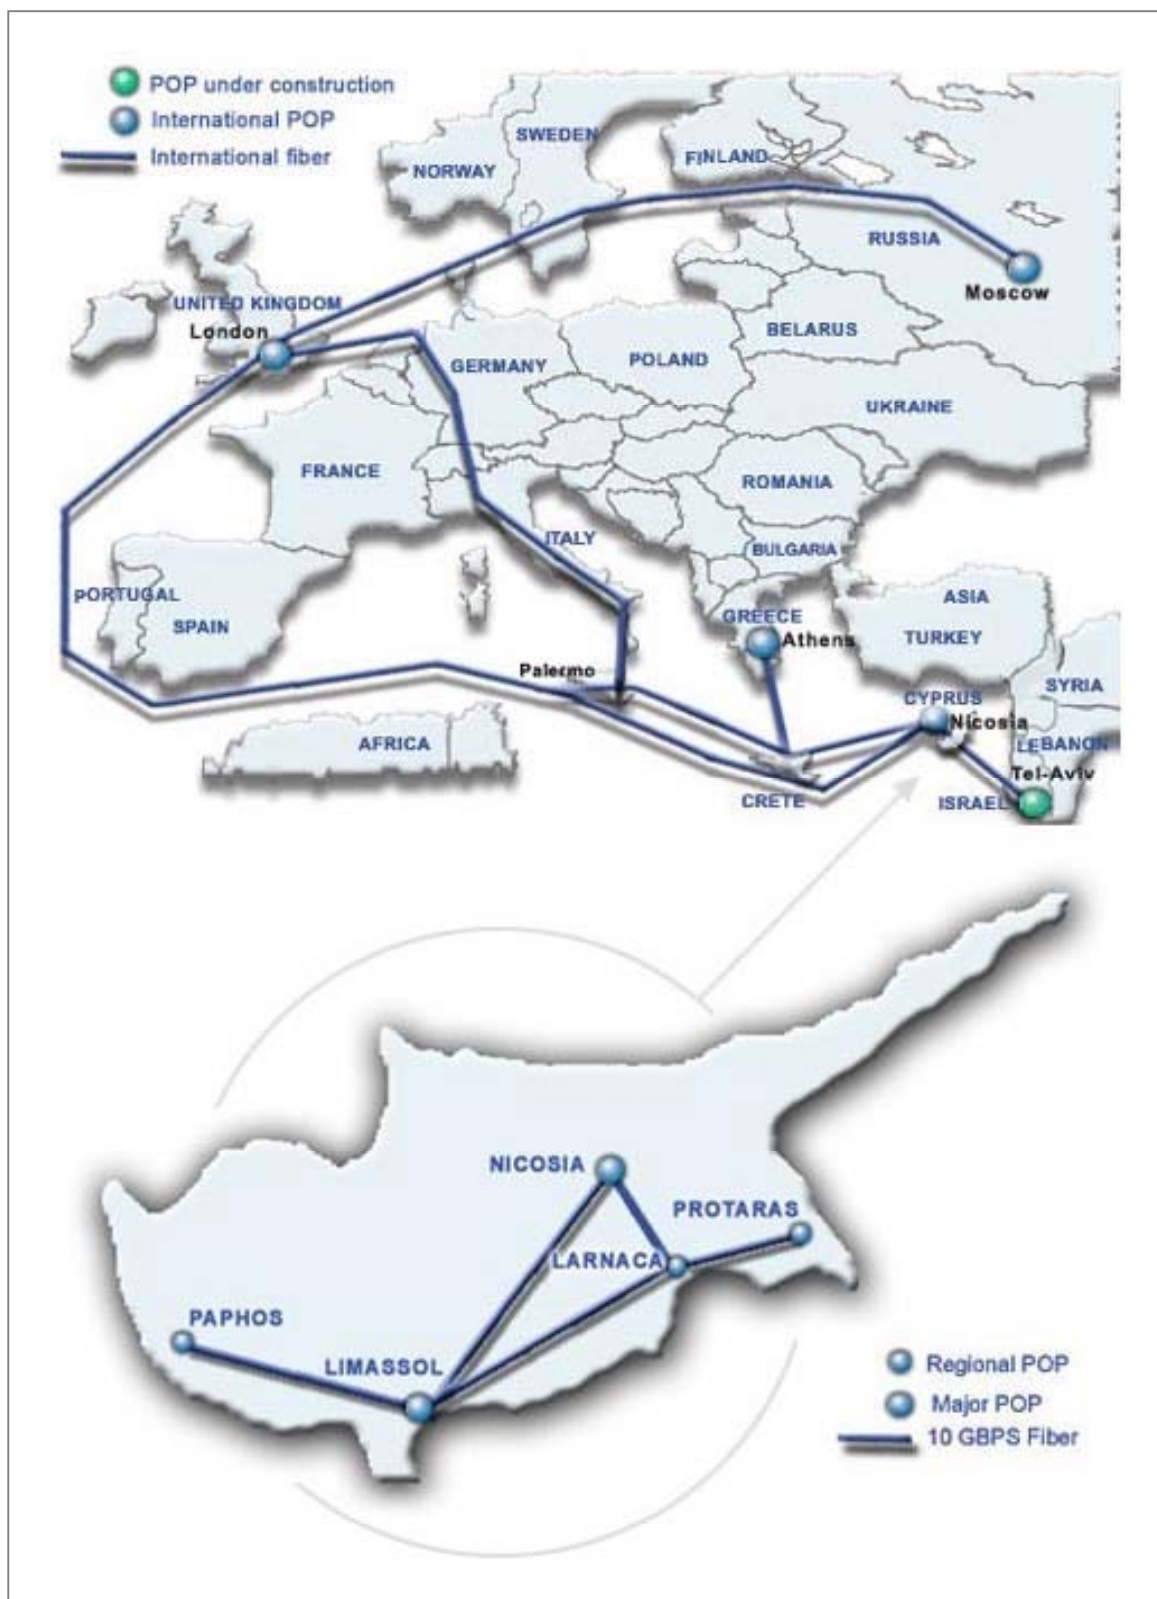 POP under construction
International POP
International fiber
SWEDEN
NORWAY
FINLAND
RUSSIA
Moscow
UNITED KINGDOM
London
BELARUS
GERMANY
POLAND
UKRAINE
FRANCE
ROMANIA
ITALY
BULGARIA
PORTUGAL
SPAIN
GREECE
Athens
ASIA
TURKEY
Palermo
SYRIA
CYPRUS
Nicosia
AFRICA
LEBANON
Tel-Aviv
CRETE
ISRAEL
NICOSIA
PROTARAS
LARNACA
PAPHOS
LIMASSOL
Regional POP
Major POP
10 GBPS Fiber